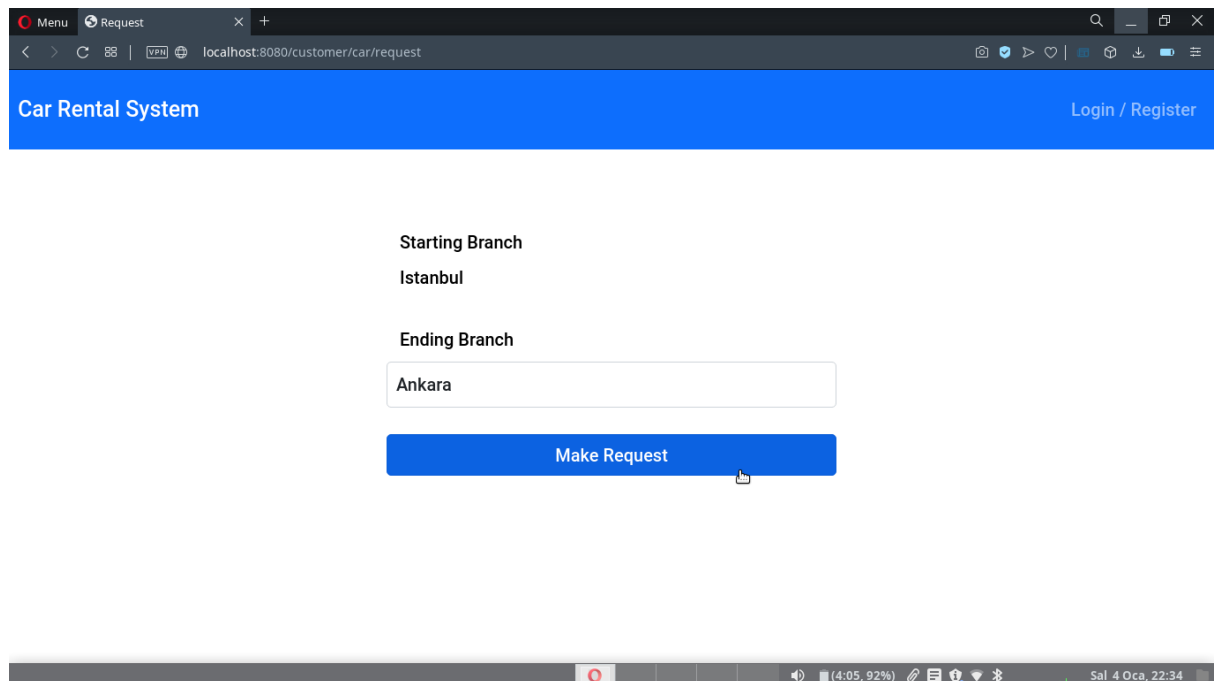 Menu Request
VPN localhost:8080/customer/car/request
Car Rental System Login / Register
Starting Branch
Istanbul
Ending Branch
Ankara
Make Request
(4:05, 92%) Sal 4 Oca, 22:34